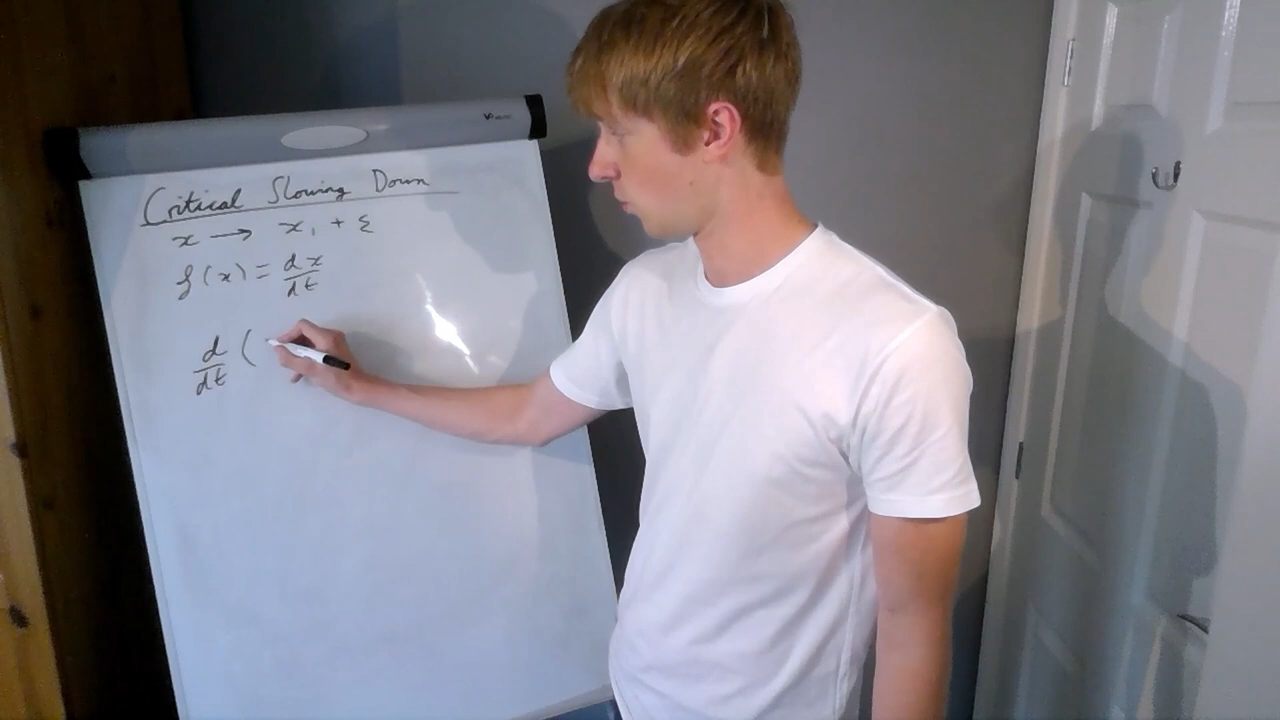 Critical Slowing Down
x → x₁ + ε
f(x) = dx/dt
d/dt (